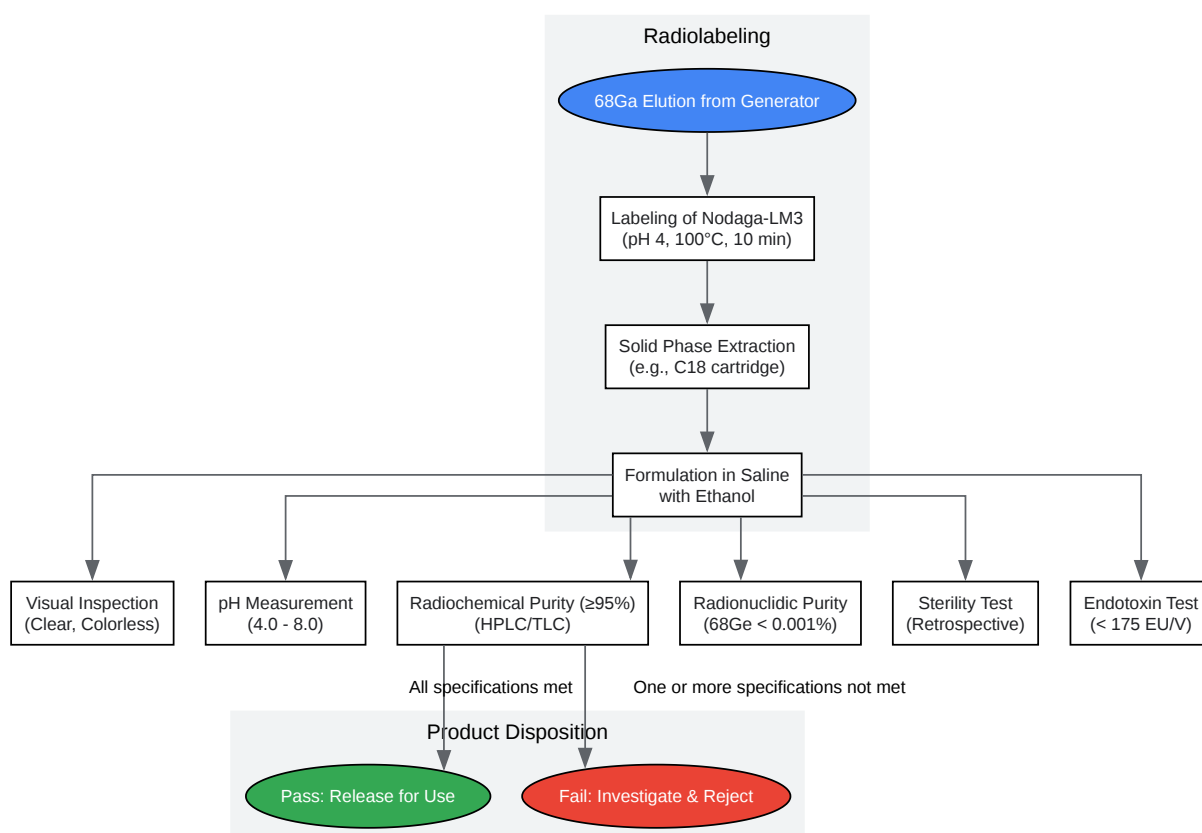 Radiolabeling
68Ga Elution from Generator
Labeling of Nodaga-LM3
(pH 4, 100°C, 10 min)
Solid Phase Extraction
(e.g., C18 cartridge)
Formulation in Saline
with Ethanol
Visual Inspection
(Clear, Colorless)
pH Measurement
(4.0 - 8.0)
Radiochemical Purity (≥95%)
(HPLC/TLC)
Radionuclidic Purity
(68Ge < 0.001%)
Sterility Test
(Retrospective)
Endotoxin Test
(< 175 EU/V)
All specifications met
One or more specifications not met
Product Disposition
Pass: Release for Use
Fail: Investigate & Reject